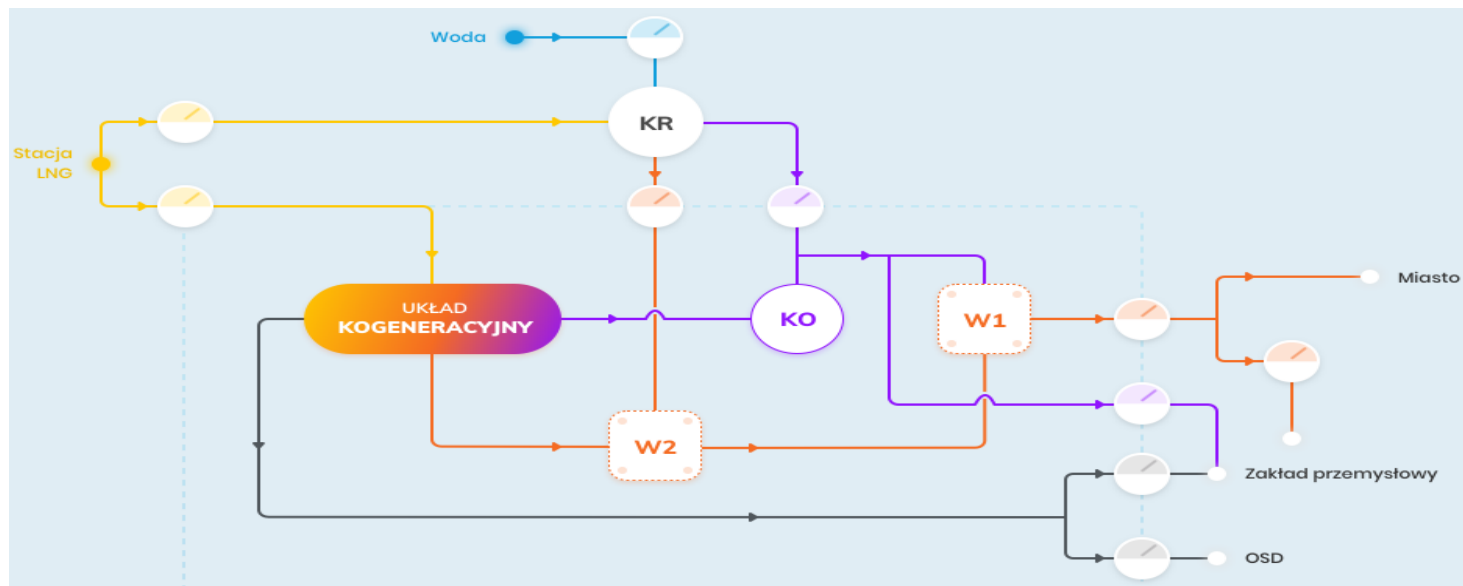 Woda
KR
Stacja
LNG
UKŁAD
KOGENERACYJNY
KO
W1
Miasto
W2
Zakład przemysłowy
OSD